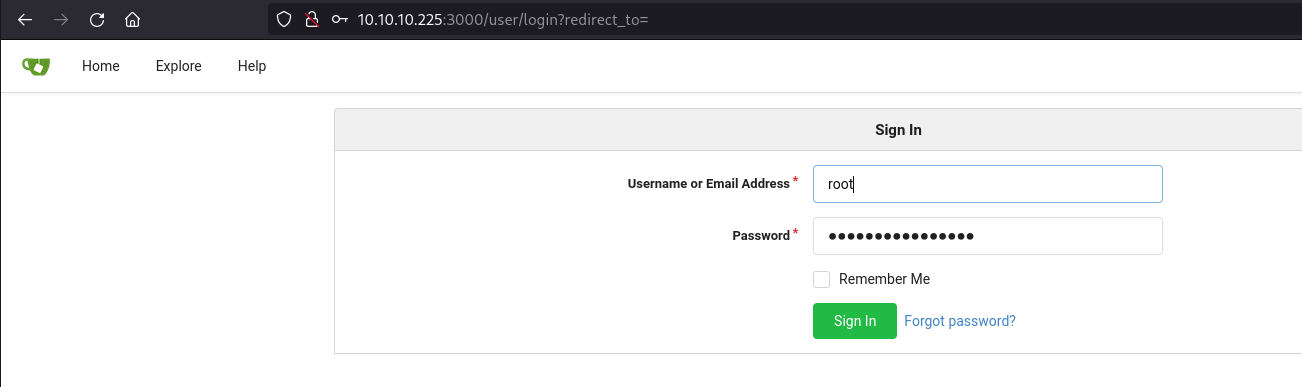 10.10.10.225:3000/user/login?redirect_to=
Home Explore Help
Sign In
Username or Email Address *
root
Password *
●●●●●●●●●●●●●●●●
Remember Me
Sign In Forgot password?